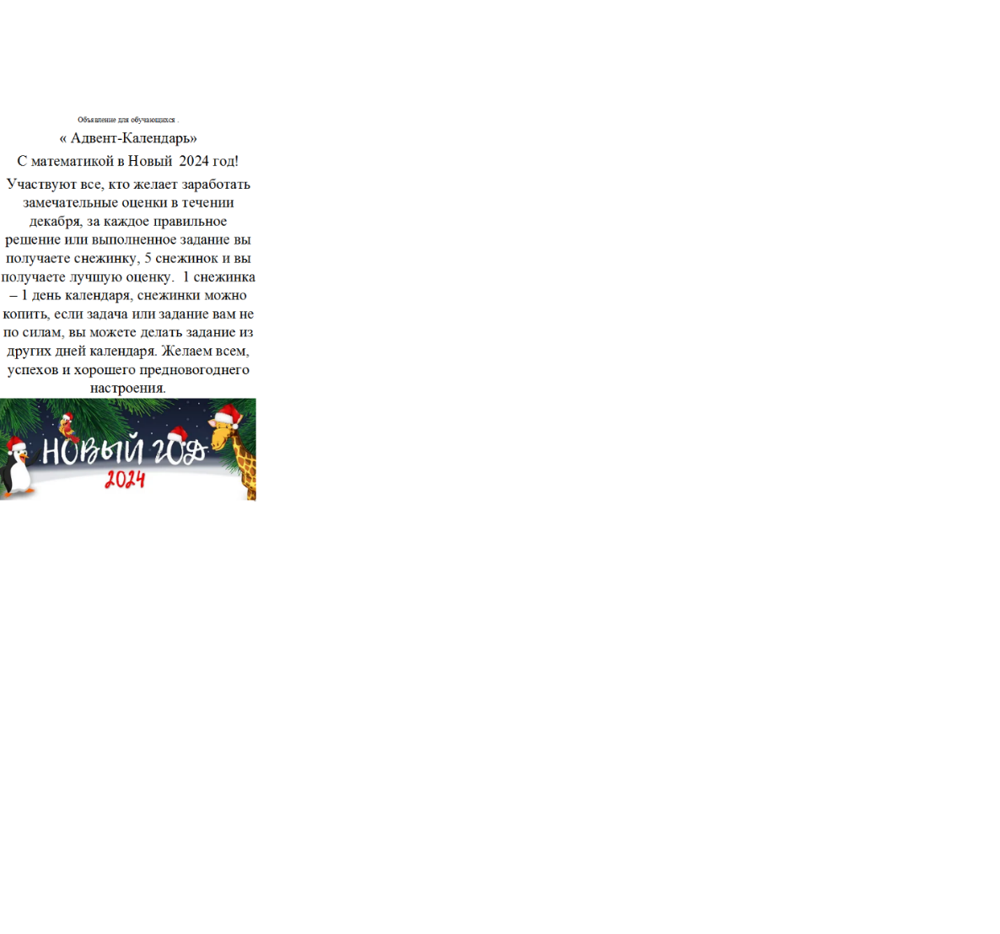 Объявление для обучающихся .
« Адвент-Календарь»
С математикой в Новый  2024 год!
Участвуют все, кто желает заработать
замечательные оценки в течении
декабря, за каждое правильное
решение или выполненное задание вы
получаете снежинку, 5 снежинок и вы
получаете лучшую оценку.  1 снежинка
– 1 день календаря, снежинки можно
копить, если задача или задание вам не
по силам, вы можете делать задание из
других дней календаря. Желаем всем,
успехов и хорошего предновогоднего
настроения.
НОВЫЙ ГОД
2024